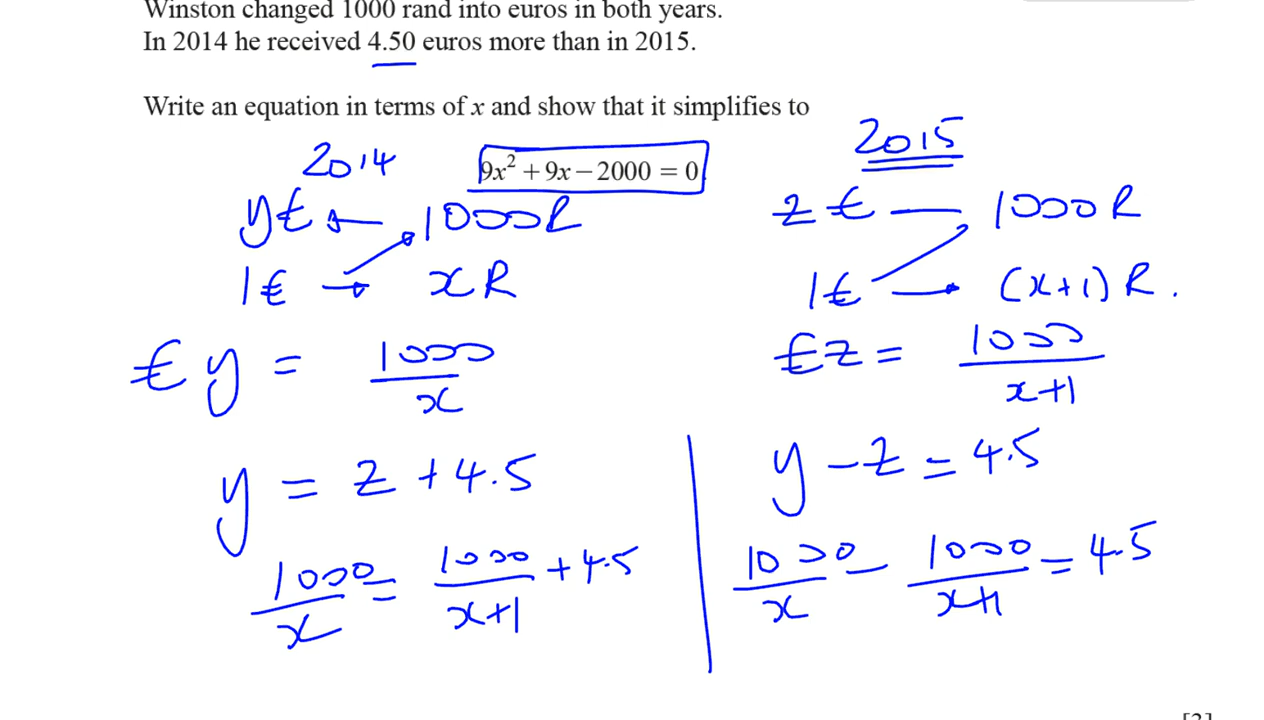 Winston changed 1000 rand into euros in both years.
In 2014 he received 4.50 euros more than in 2015.
Write an equation in terms of x and show that it simplifies to
9x² + 9x – 2000 = 0
2014
y€ ← 1000R
1€ → x R
€ y = 1000/x
2015
z € — 1000R
1€ → (x+1) R.
€z = 1000/(x+1)
y = z + 4.5
1000/x = 1000/(x+1) + 4.5
y – z = 4.5
1000/x – 1000/(x+1) = 4.5